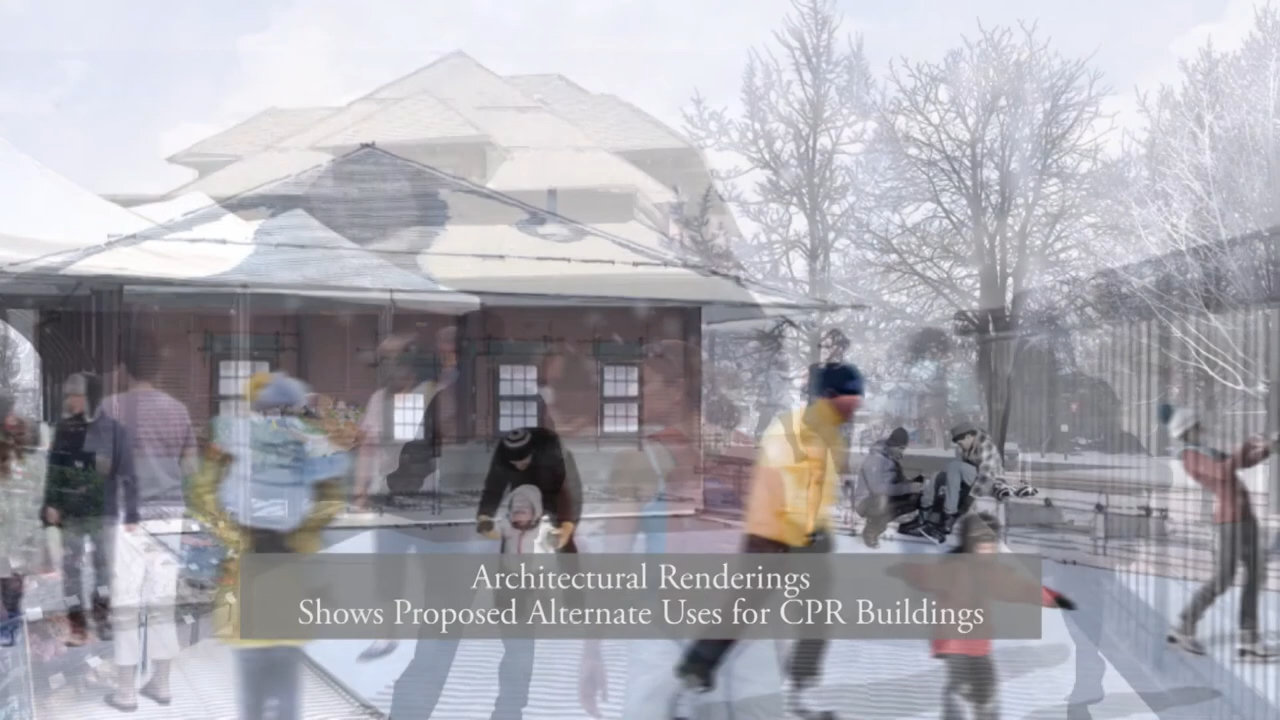 Architectural Renderings
Shows Proposed Alternate Uses for CPR Buildings